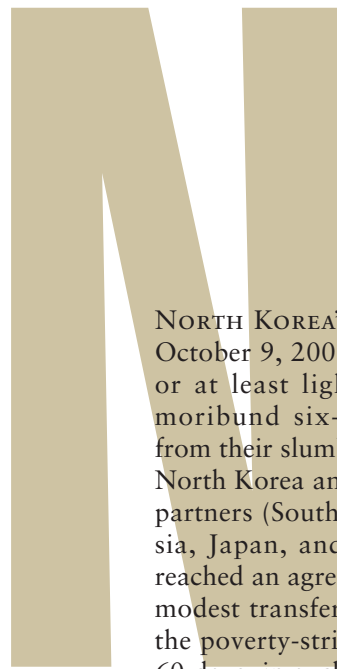 N
NORTH KOREA'
October 9, 200
or at least ligh
moribund six-
from their slum
North Korea an
partners (South
sia, Japan, and
reached an agre
modest transfer
the poverty-stri